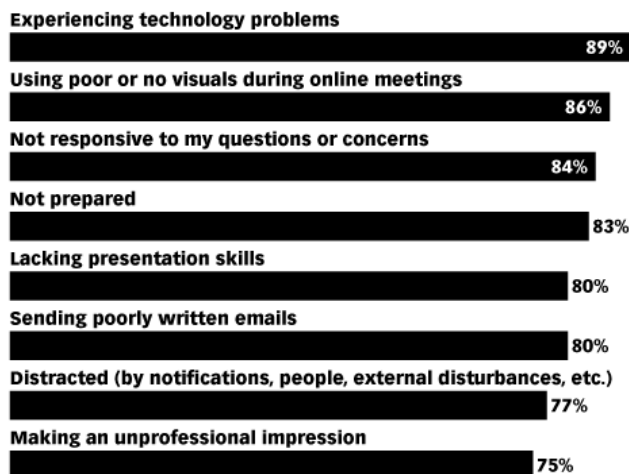 Experiencing technology problems
89%
Using poor or no visuals during online meetings
86%
Not responsive to my questions or concerns
84%
Not prepared
83%
Lacking presentation skills
80%
Sending poorly written emails
80%
Distracted (by notifications, people, external disturbances, etc.)
77%
Making an unprofessional impression
75%